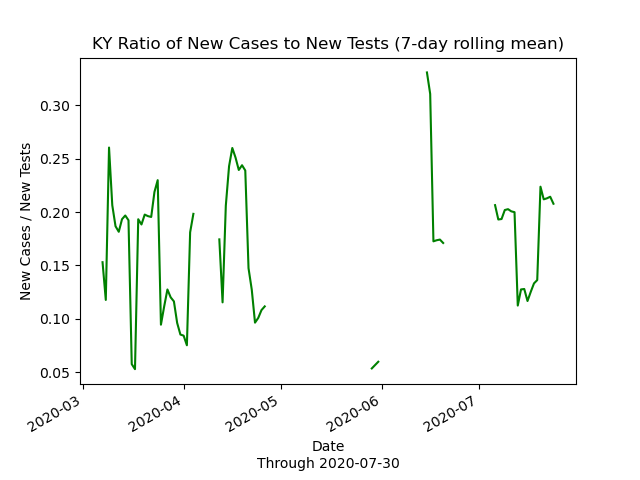 KY Ratio of New Cases to New Tests (7-day rolling mean)
New Cases / New Tests
0.30
0.25
0.20
0.15
0.10
0.05
2020-03
2020-04
2020-05
2020-06
2020-07
Date
Through 2020-07-30